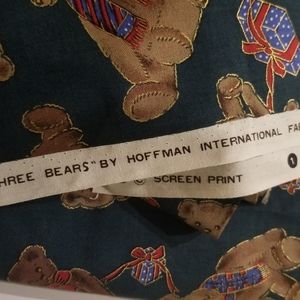 HREE BEARS" BY HOFFMAN INTERNATIONAL FA
© SCREEN PRINT 1